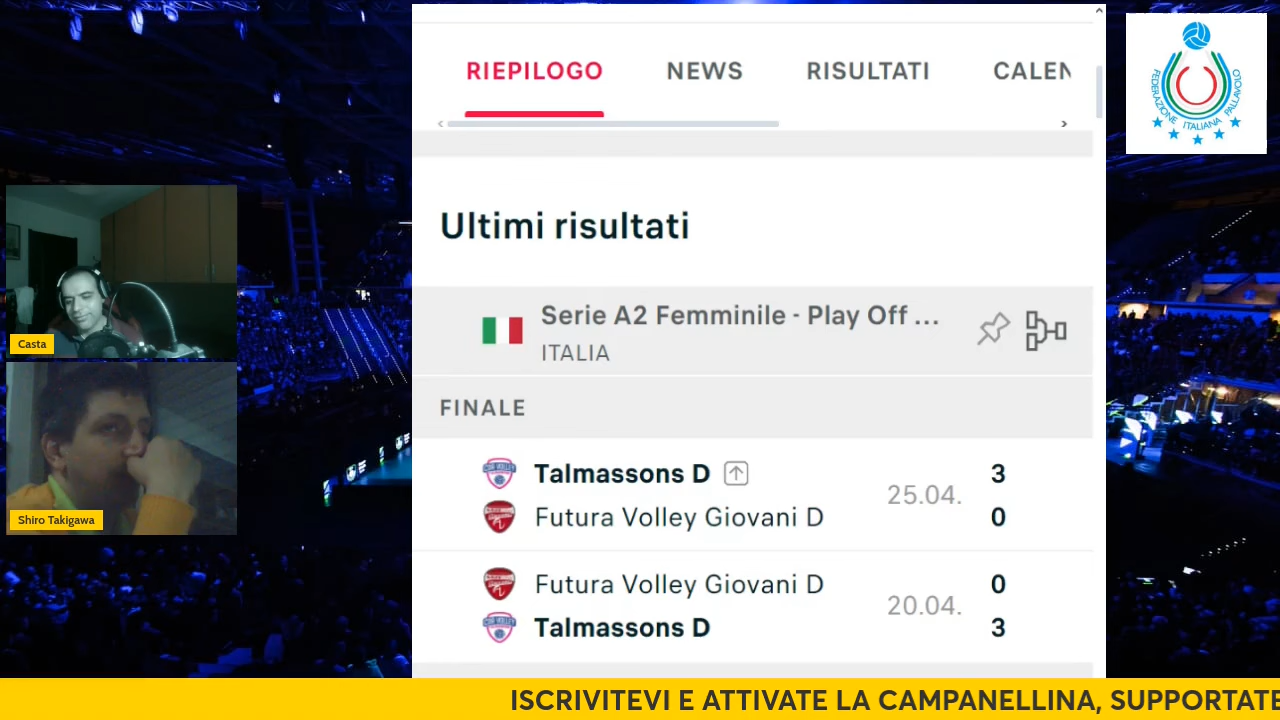 RIEPILOGO NEWS RISULTATI CALEN
FEDERAZIONE ITALIANA PALLAVOLO
Ultimi risultati
Serie A2 Femminile - Play Off ...
ITALIA
FINALE
Talmassons D 3
25.04.
Futura Volley Giovani D 0
Futura Volley Giovani D 0
20.04.
Talmassons D 3
Casta
Shiro Takigawa
ISCRIVITEVI E ATTIVATE LA CAMPANELLINA, SUPPORTATE